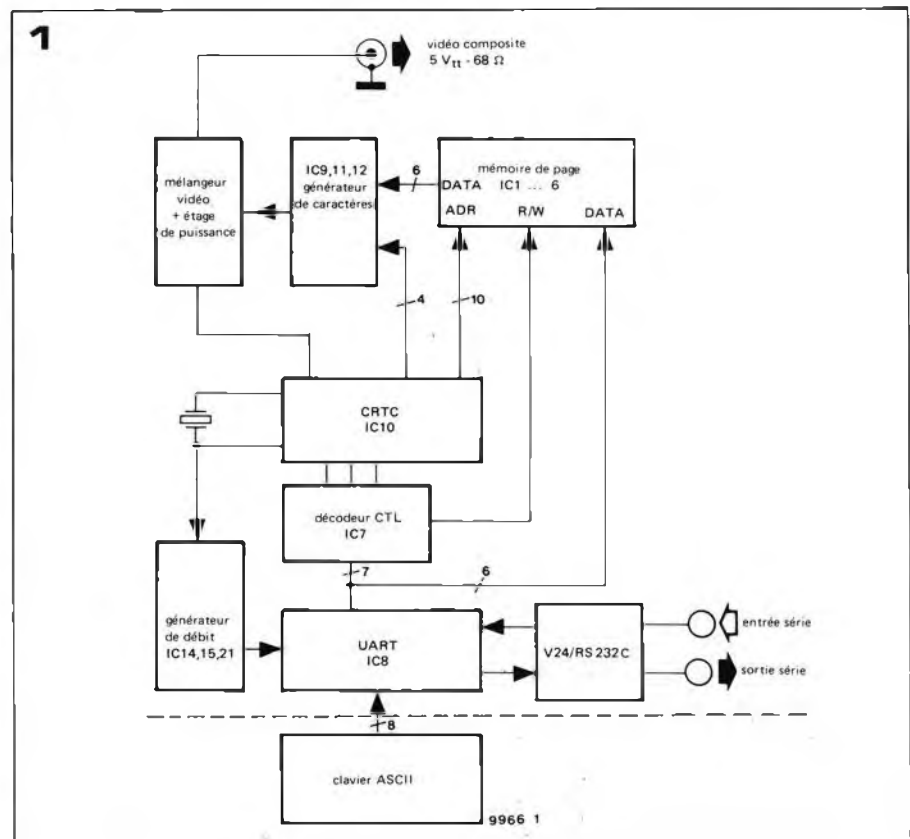 1
vidéo composite
5 Vtt - 68 Ω
mélangeur
vidéo
+ étage
de puissance
IC9,11,12
générateur
de caractères
6
mémoire de page
DATA IC1 ... 6
ADR R/W DATA
4
10
CRTC
IC10
décodeur CTL
IC7
7
6
générateur
de débit
IC14,15,21
UART
IC8
V24/RS232C
entrée série
sortie série
8
clavier ASCII
9966 1